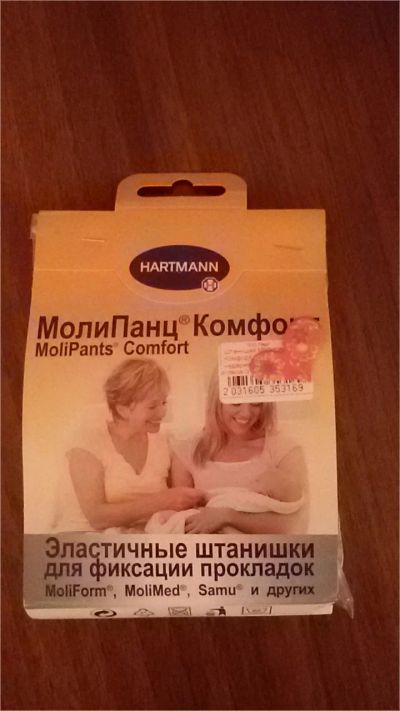 HARTMANN
МолиПанц® Комфорт
MoliPants® Comfort
2 031605 353169
Эластичные штанишки
для фиксации прокладок
MoliForm®, MoliMed®, Samu® и других